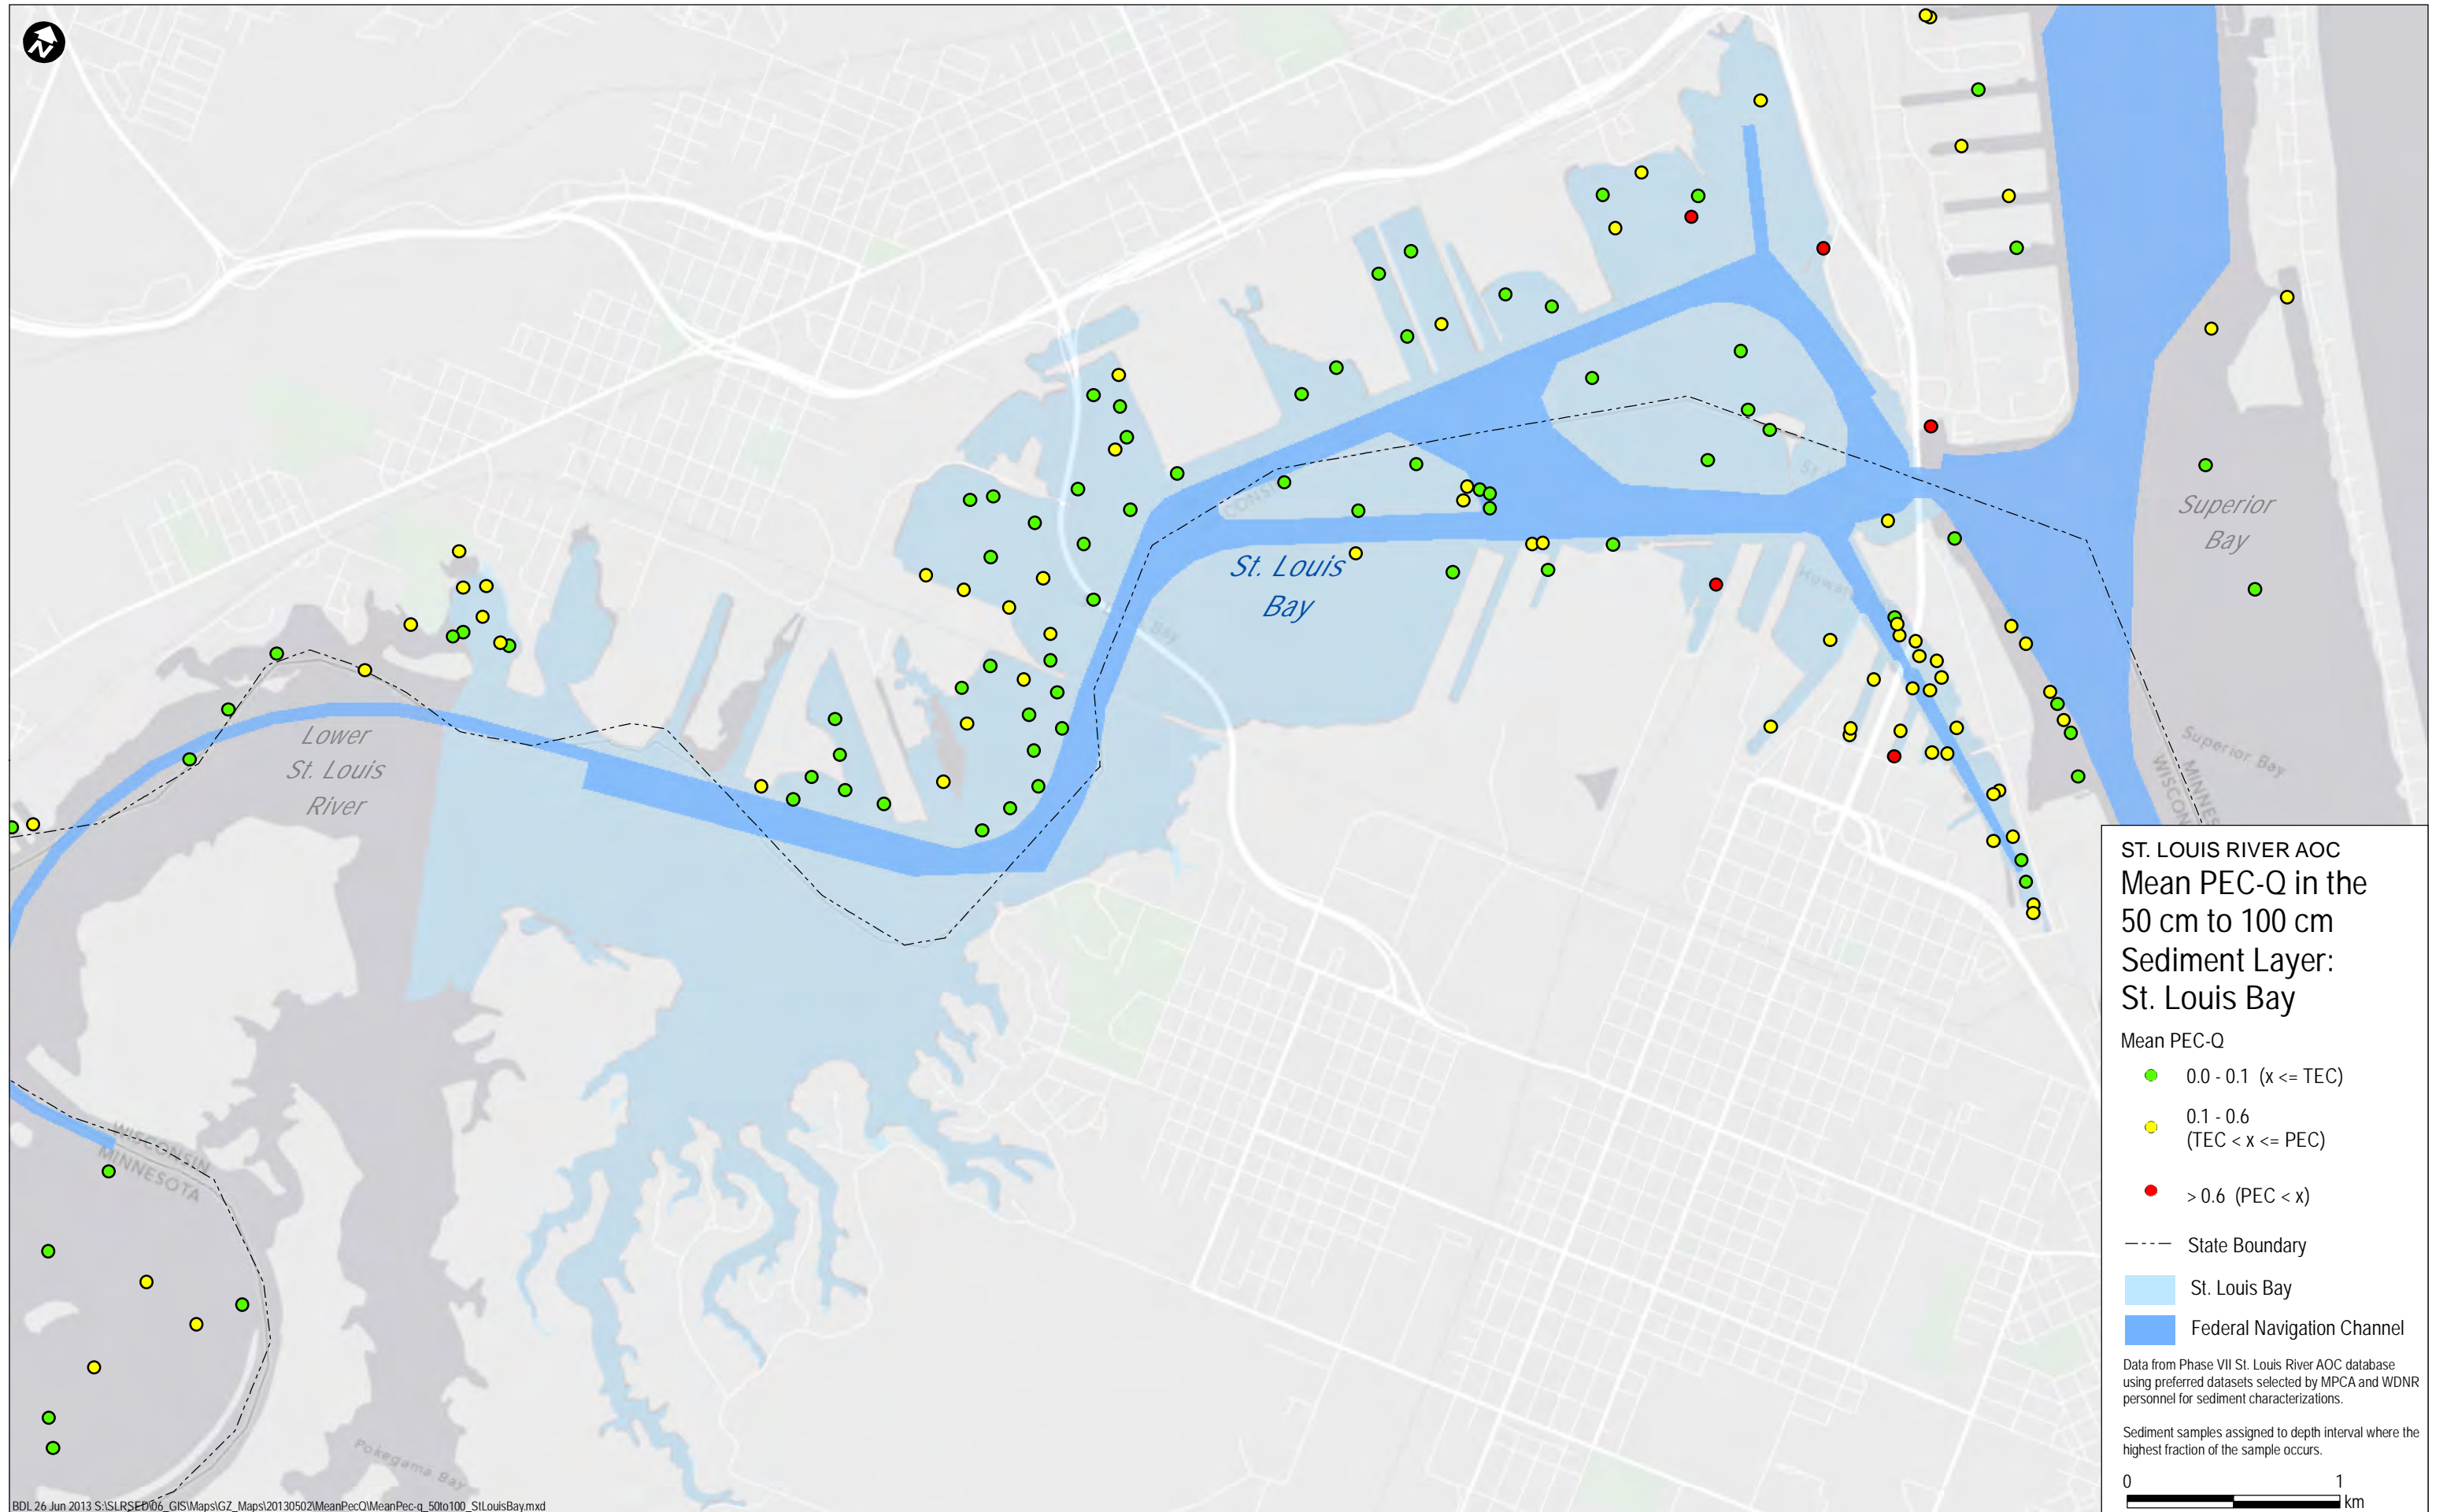 N
Superior
Bay
St. Louis
Bay
Bay
Lower
St. Louis
River
Superior Bay
MINNES
WISCON
WISCONSIN
MINNESOTA
Pokegama Bay
ST. LOUIS RIVER AOC
Mean PEC-Q in the
50 cm to 100 cm
Sediment Layer:
St. Louis Bay
Mean PEC-Q
0.0 - 0.1 (x <= TEC)
0.1 - 0.6
(TEC < x <= PEC)
> 0.6 (PEC < x)
State Boundary
St. Louis Bay
Federal Navigation Channel
Data from Phase VII St. Louis River AOC database
using preferred datasets selected by MPCA and WDNR
personnel for sediment characterizations.
Sediment samples assigned to depth interval where the
highest fraction of the sample occurs.
0 1
km
BDL 26 Jun 2013 S:\SLRSED\06_GIS\Maps\GZ_Maps\20130502\MeanPecQ\MeanPec-q_50to100_StLouisBay.mxd